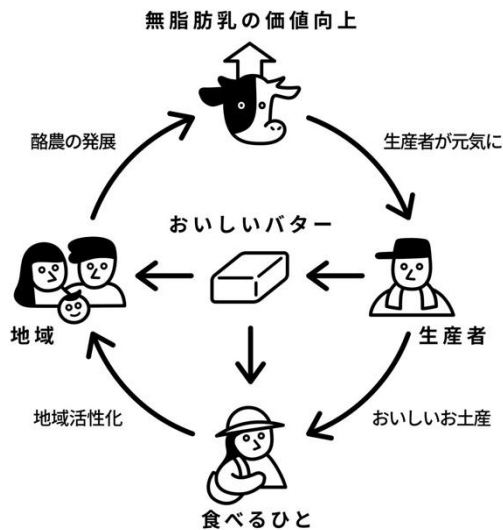 無脂肪乳の価値向上
酪農の発展
生産者が元気に
おいしいバター
地域
生産者
地域活性化
おいしいお土産
食べるひと